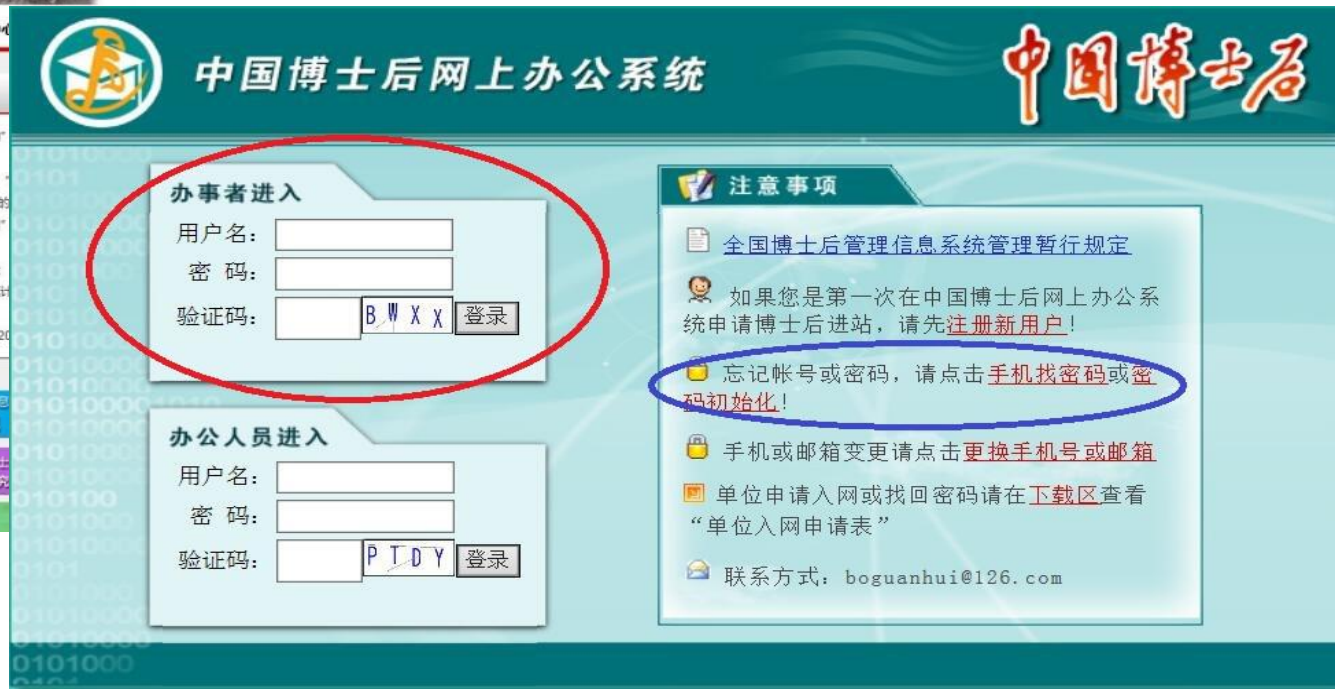 中国博士后网上办公系统
中国博士后
办事者进入
用户名：
密 码：
验证码：
B W X X
登录
办公人员进入
用户名：
密 码：
验证码：
P T D Y
登录
注意事项
全国博士后管理信息系统管理暂行规定
如果您是第一次在中国博士后网上办公系
统申请博士后进站，请先注册新用户！
忘记帐号或密码，请点击手机找密码或密
码初始化！
手机或邮箱变更请点击更换手机号或邮箱
单位申请入网或找回密码请在下载区查看
“单位入网申请表”
联系方式：boguanhui@126.com